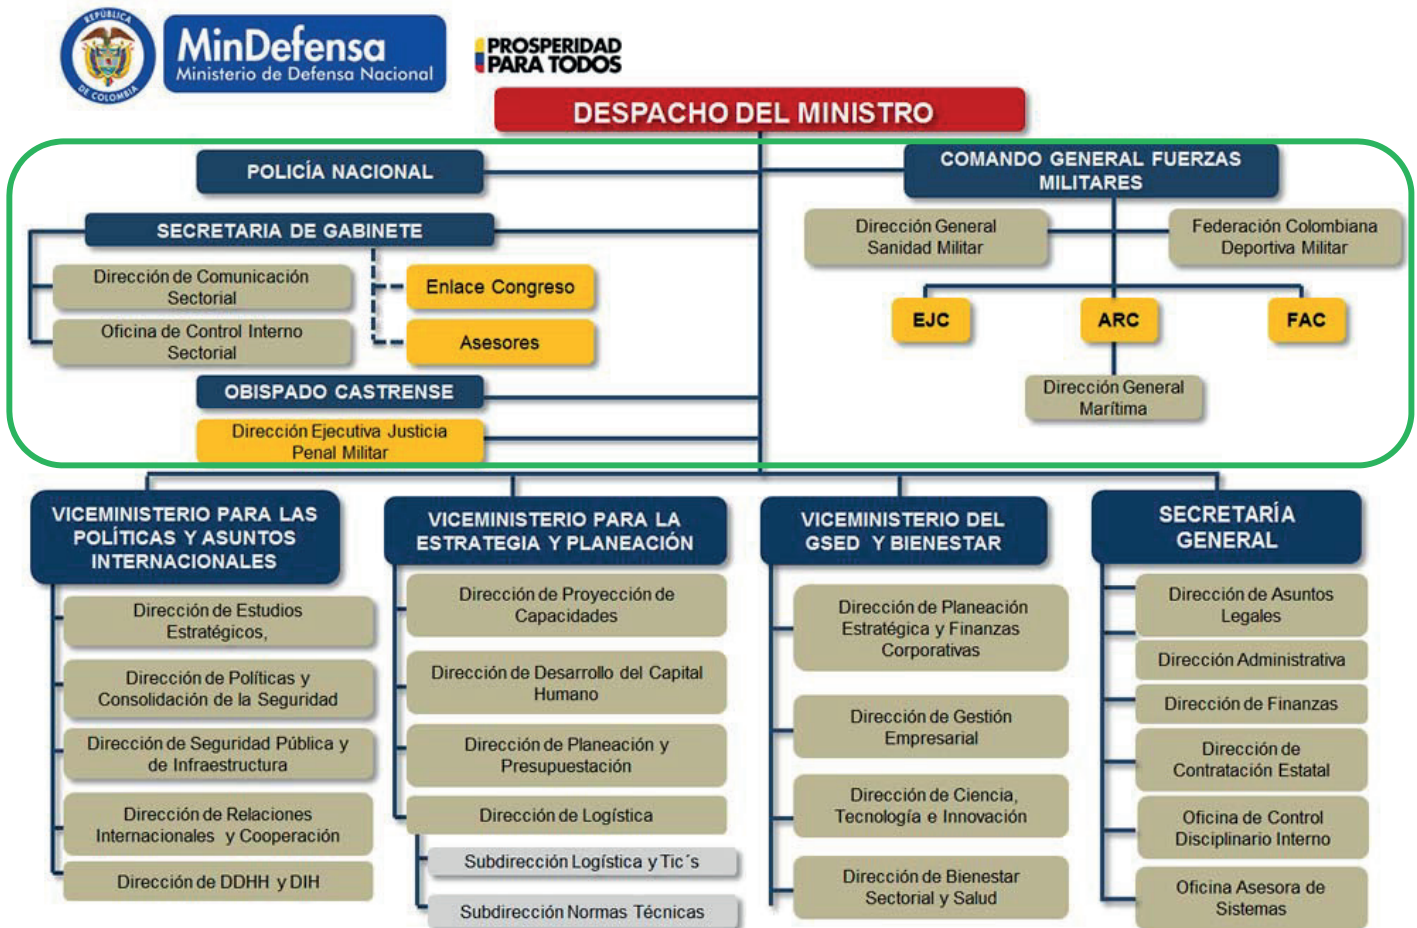 REPÚBLICA
DE COLOMBIA
MinDefensa
Ministerio de Defensa Nacional
PROSPERIDAD
PARA TODOS
DESPACHO DEL MINISTRO
POLICÍA NACIONAL
COMANDO GENERAL FUERZAS
MILITARES
SECRETARIA DE GABINETE
Dirección General
Sanidad Militar
Federación Colombiana
Deportiva Militar
Dirección de Comunicación
Sectorial
Enlace Congreso
Oficina de Control Interno
Sectorial
Asesores
EJC
ARC
FAC
OBISPADO CASTRENSE
Dirección General
Marítima
Dirección Ejecutiva Justicia
Penal Militar
VICEMINISTERIO PARA LAS
POLÍTICAS Y ASUNTOS
INTERNACIONALES
Dirección de Estudios
Estratégicos,
Dirección de Políticas y
Consolidación de la Seguridad
Dirección de Seguridad Pública y
de Infraestructura
Dirección de Relaciones
Internacionales y Cooperación
Dirección de DDHH y DIH
VICEMINISTERIO PARA LA
ESTRATEGIA Y PLANEACIÓN
Dirección de Proyección de
Capacidades
Dirección de Desarrollo del Capital
Humano
Dirección de Planeación y
Presupuestación
Dirección de Logística
Subdirección Logística y Tic´s
Subdirección Normas Técnicas
VICEMINISTERIO DEL
GSED Y BIENESTAR
Dirección de Planeación
Estratégica y Finanzas
Corporativas
Dirección de Gestión
Empresarial
Dirección de Ciencia,
Tecnología e Innovación
Dirección de Bienestar
Sectorial y Salud
SECRETARÍA
GENERAL
Dirección de Asuntos
Legales
Dirección Administrativa
Dirección de Finanzas
Dirección de
Contratación Estatal
Oficina de Control
Disciplinario Interno
Oficina Asesora de
Sistemas